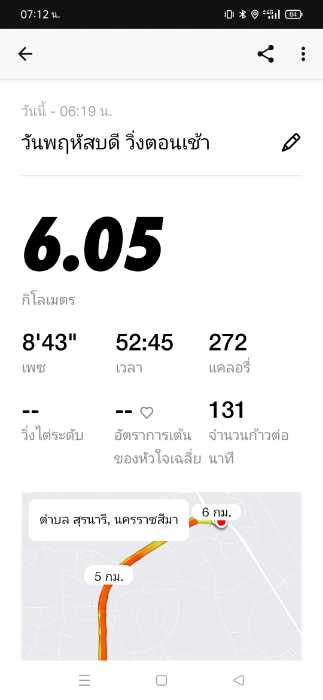 07:12 น.
84
วันนี้ - 06:19 น.
วันพฤหัสบดี วิ่งตอนเช้า
6.05
กิโลเมตร
8'43" 52:45 272
เพซ เวลา แคลอรี่
-- -- 131
วิ่งไต่ระดับ อัตราการเต้นของหัวใจเฉลี่ย จำนวนก้าวต่อนาที
ตำบล สุรนารี, นครราชสีมา
6 กม.
5 กม.